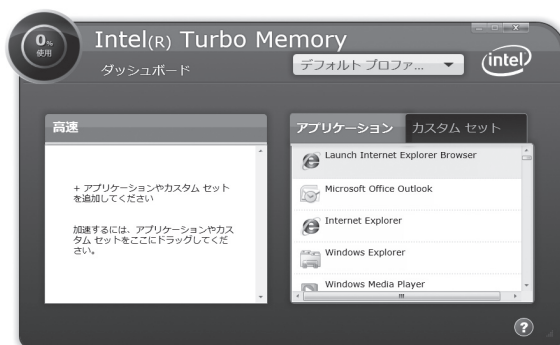 0%
使用
Intel(R) Turbo Memory
ダッシュボード
デフォルト プロファ...
intel
高速
+ アプリケーションやカスタム セット
を追加してください
加速するには、アプリケーションやカス
タム セットをここにドラッグしてくだ
さい。
アプリケーション
カスタム セット
Launch Internet Explorer Browser
Microsoft Office Outlook
Internet Explorer
Windows Explorer
Windows Media Player
?